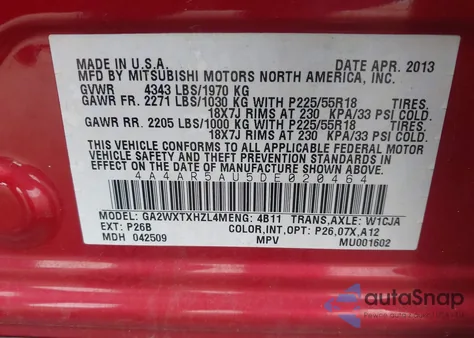 MADE IN U.S.A. DATE APR. 2013
MFD BY MITSUBISHI MOTORS NORTH AMERICA, INC.
GVWR 4343 LBS/1970 KG
GAWR FR. 2271 LBS/1030 KG WITH P225/55R18 TIRES.
18X7J RIMS AT 230 KPA/33 PSI COLD.
GAWR RR. 2205 LBS/1000 KG WITH P225/55R18 TIRES.
18X7J RIMS AT 230 KPA/33 PSI COLD.
THIS VEHICLE CONFORMS TO ALL APPLICABLE FEDERAL MOTOR
VEHICLE SAFETY AND THEFT PREVENTION STANDARDS IN
EFFECT ON THE DATE OF MANUFACTURE SHOWN ABOVE.
4A4AR5AU5DE020464
MODEL: GA2WXTXHZL4MENG: 4B11 TRANS,AXLE: W1CJA
EXT: P26B COLOR,INT,OPT: P26,07X,A12
MDH 042509 MPV MU001602
autoSnap